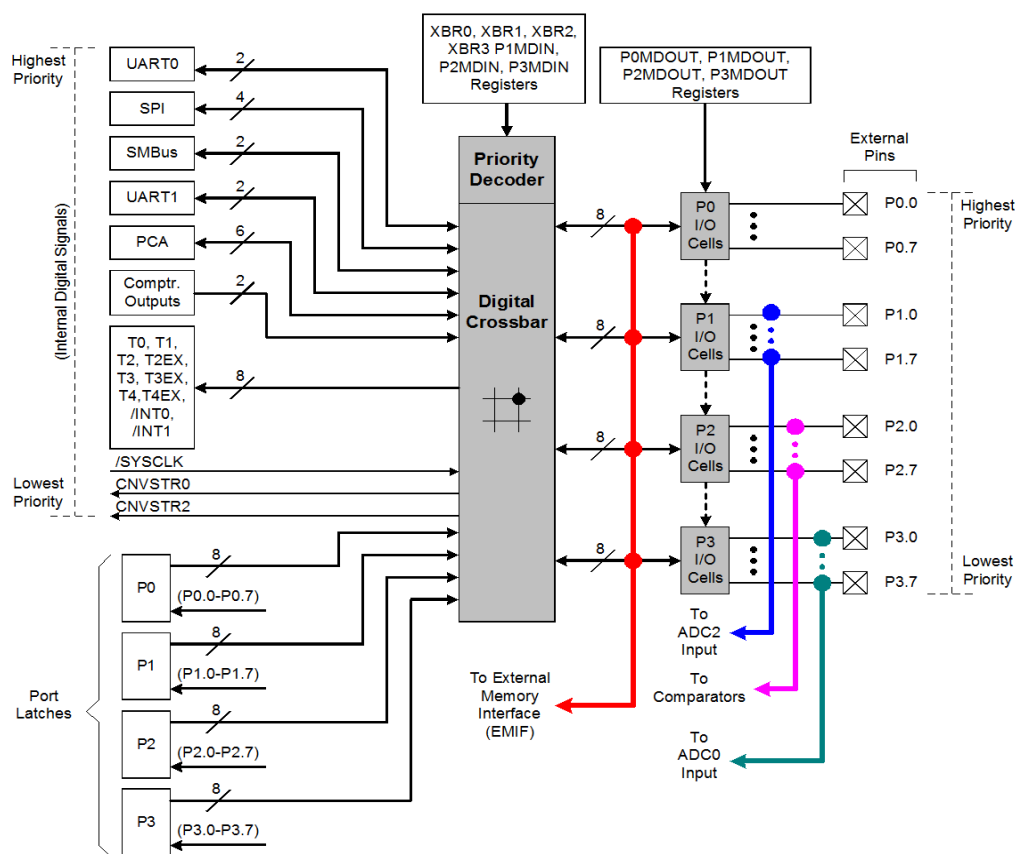 XBR0, XBR1, XBR2,
XBR3 P1MDIN,
P2MDIN, P3MDIN
Registers
P0MDOUT, P1MDOUT,
P2MDOUT, P3MDOUT
Registers
Highest
Priority
(Internal Digital Signals)
Lowest
Priority
UART0
2
SPI
4
SMBus
2
UART1
2
PCA
6
Comptr.
Outputs
2
T0, T1,
T2, T2EX,
T3, T3EX,
T4,T4EX,
/INT0,
/INT1
8
/SYSCLK
CNVSTR0
CNVSTR2
Priority
Decoder
Digital
Crossbar
8
8
8
8
P0
I/O
Cells
P1
I/O
Cells
P2
I/O
Cells
P3
I/O
Cells
External
Pins
P0.0
P0.7
P1.0
P1.7
P2.0
P2.7
P3.0
P3.7
Highest
Priority
Lowest
Priority
Port
Latches
P0
8
(P0.0-P0.7)
P1
8
(P1.0-P1.7)
P2
8
(P2.0-P2.7)
P3
8
(P3.0-P3.7)
To External
Memory
Interface
(EMIF)
To
ADC2
Input
To
Comparators
To
ADC0
Input